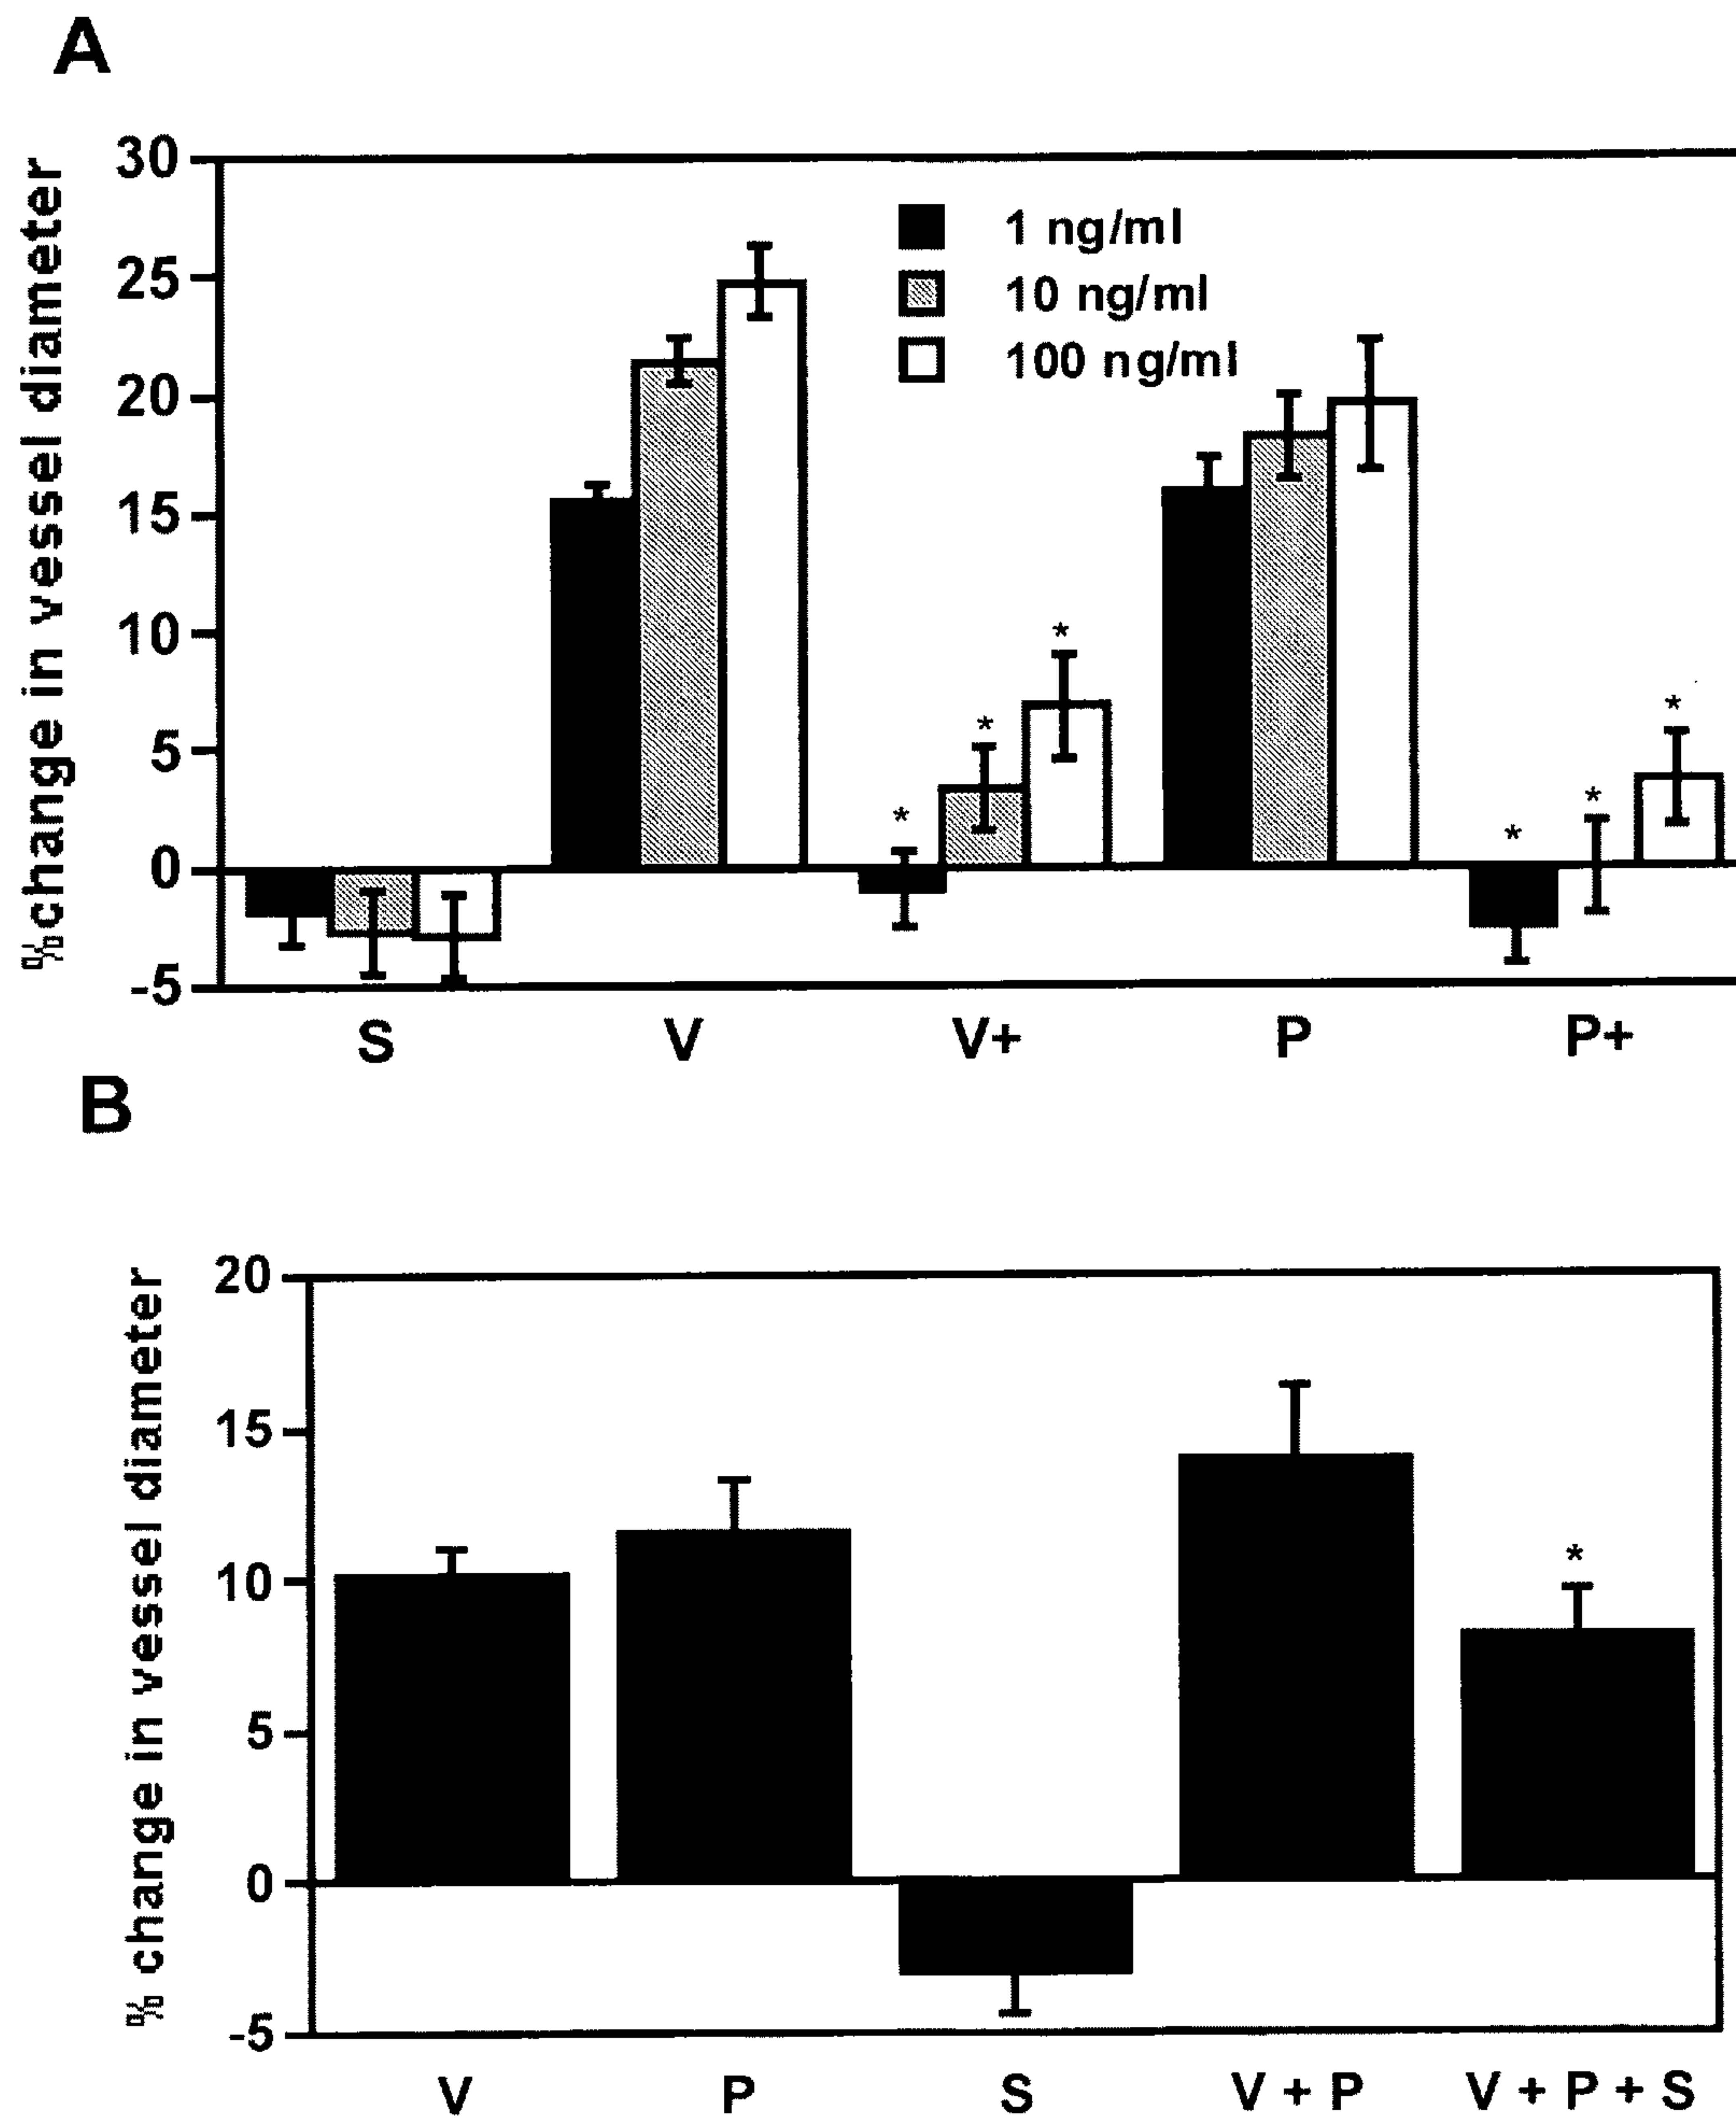 A
%change in vessel diameter
30
25
20
15
10
5
0
-5
1 ng/ml
10 ng/ml
100 ng/ml
*
*
*
*
*
*
S V V+ P P+
B
% change in vessel diameter
20
15
10
5
0
-5
*
V P S V + P V + P + S